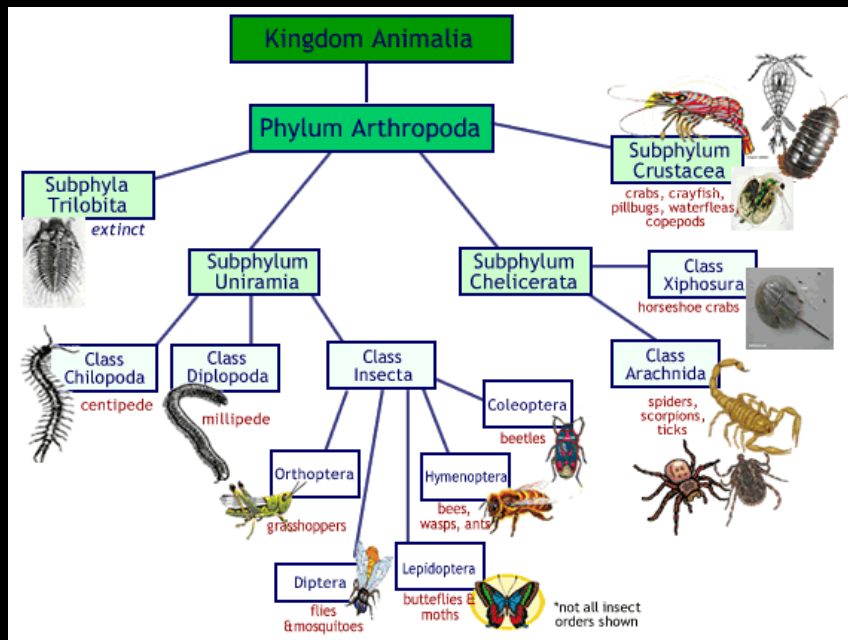 Kingdom Animalia
Phylum Arthropoda
Subphylum
Crustacea
crabs, crayfish,
pillbugs, waterfleas,
copepods
Subphyla
Trilobita
extinct
Subphylum
Uniramia
Subphylum
Chelicerata
Class
Xiphosura
horseshoe crabs
Class
Chilopoda
centipede
Class
Diplopoda
millipede
Class
Insecta
Class
Arachnida
spiders,
scorpions,
ticks
Coleoptera
beetles
Orthoptera
grasshoppers
Hymenoptera
bees,
wasps, ants
Diptera
flies
&mosquitoes
Lepidoptera
butteflies &
moths
*not all insect
orders shown